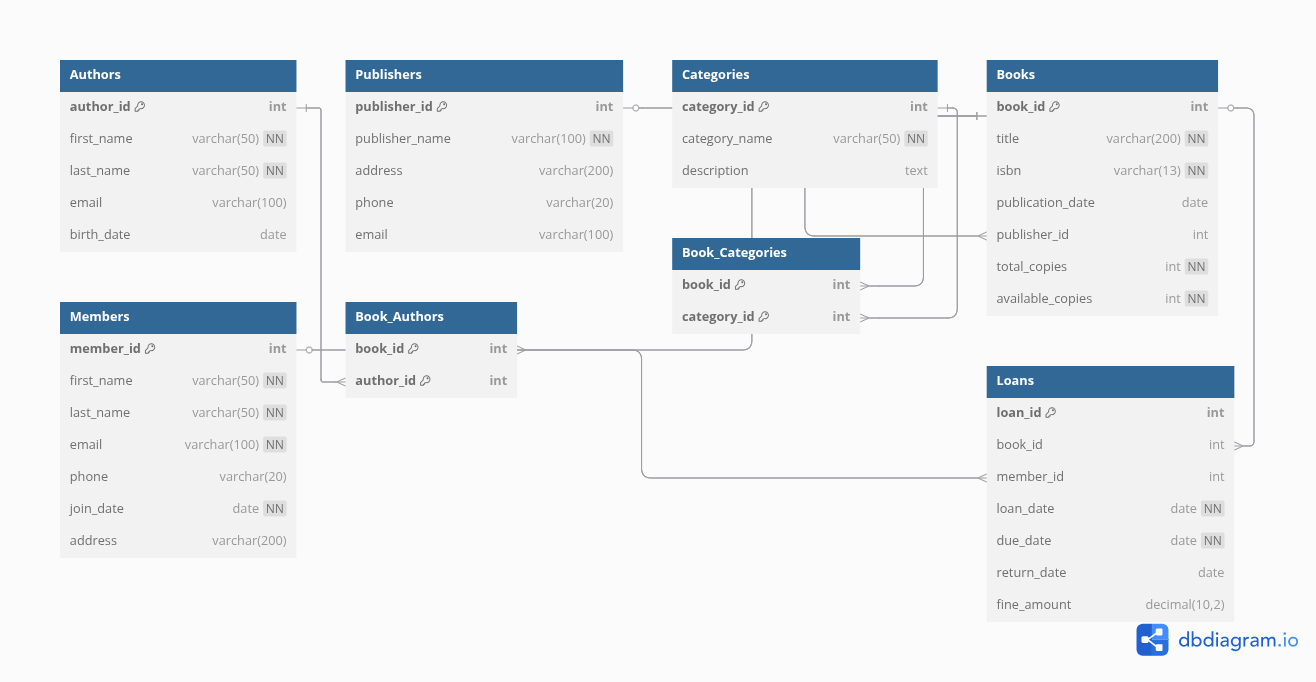 Authors
author_id int
first_name varchar(50) NN
last_name varchar(50) NN
email varchar(100)
birth_date date
Publishers
publisher_id int
publisher_name varchar(100) NN
address varchar(200)
phone varchar(20)
email varchar(100)
Categories
category_id int
category_name varchar(50) NN
description text
Books
book_id int
title varchar(200) NN
isbn varchar(13) NN
publication_date date
publisher_id int
total_copies int NN
available_copies int NN
Book_Categories
book_id int
category_id int
Members
member_id int
first_name varchar(50) NN
last_name varchar(50) NN
email varchar(100) NN
phone varchar(20)
join_date date NN
address varchar(200)
Book_Authors
book_id int
author_id int
Loans
loan_id int
book_id int
member_id int
loan_date date NN
due_date date NN
return_date date
fine_amount decimal(10,2)
dbdiagram.io